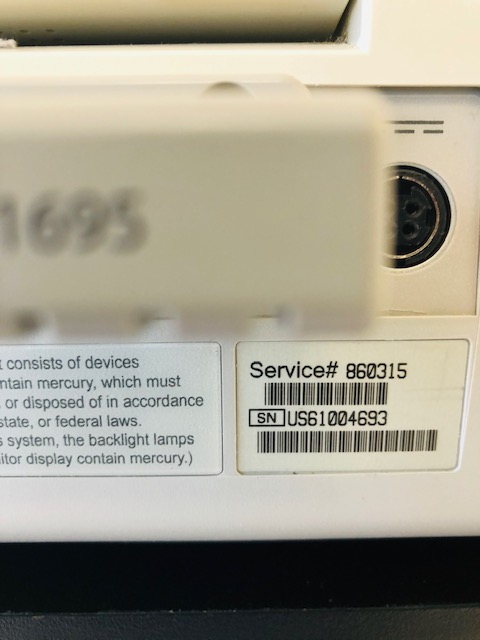 1695
t consists of devices
ntain mercury, which must
or disposed of in accordance
state, or federal laws.
s system, the backlight lamps
itor display contain mercury.)
Service# 860315
SN US61004693